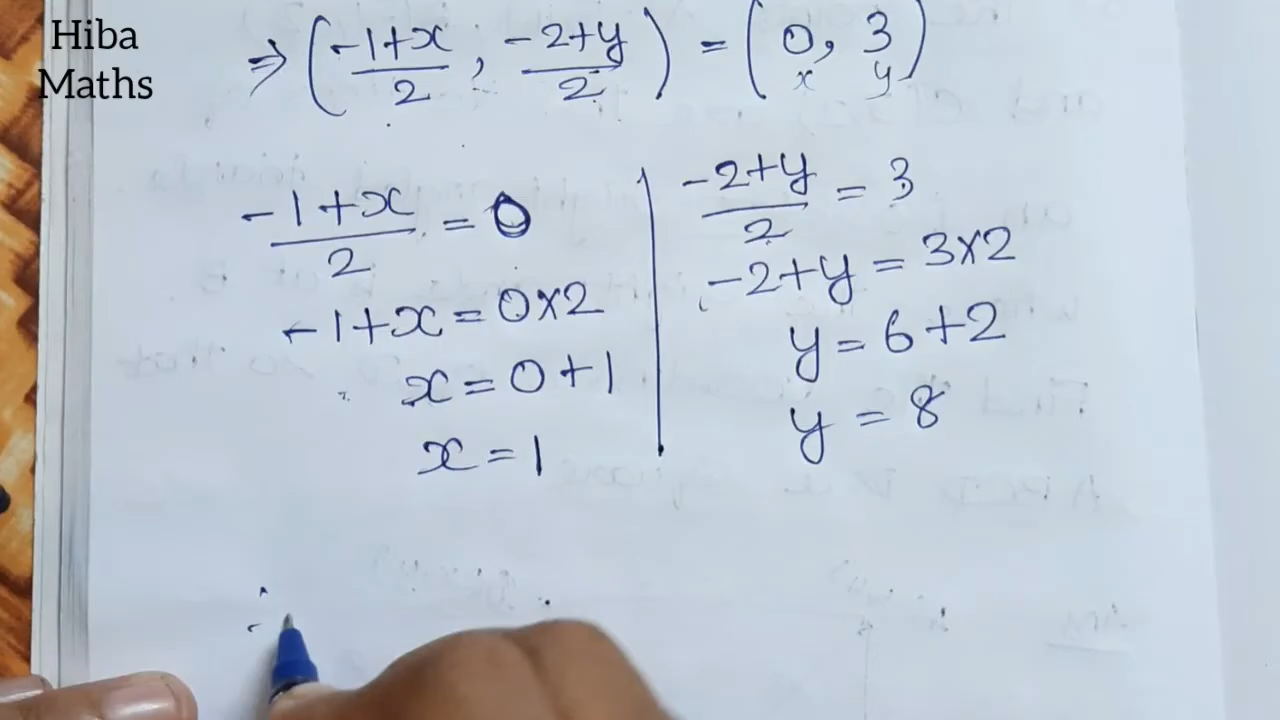 Hiba
Maths
⇒ (-1+x/2, -2+y/2) = (0, 3)
x y
-1+x/2 = 0
-1+x = 0×2
x = 0+1
x = 1
-2+y/2 = 3
-2+y = 3×2
y = 6+2
y = 8